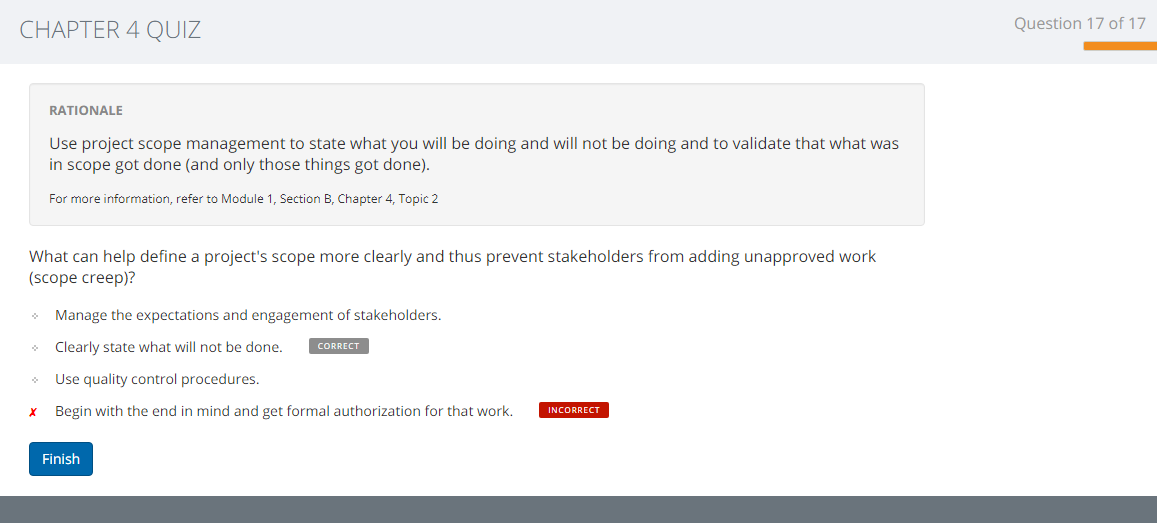 CHAPTER 4 QUIZ
Question 17 of 17
RATIONALE
Use project scope management to state what you will be doing and will not be doing and to validate that what was
in scope got done (and only those things got done).
For more information, refer to Module 1, Section B, Chapter 4, Topic 2
What can help define a project's scope more clearly and thus prevent stakeholders from adding unapproved work
(scope creep)?
Manage the expectations and engagement of stakeholders.
Clearly state what will not be done. CORRECT
Use quality control procedures.
✗ Begin with the end in mind and get formal authorization for that work. INCORRECT
Finish